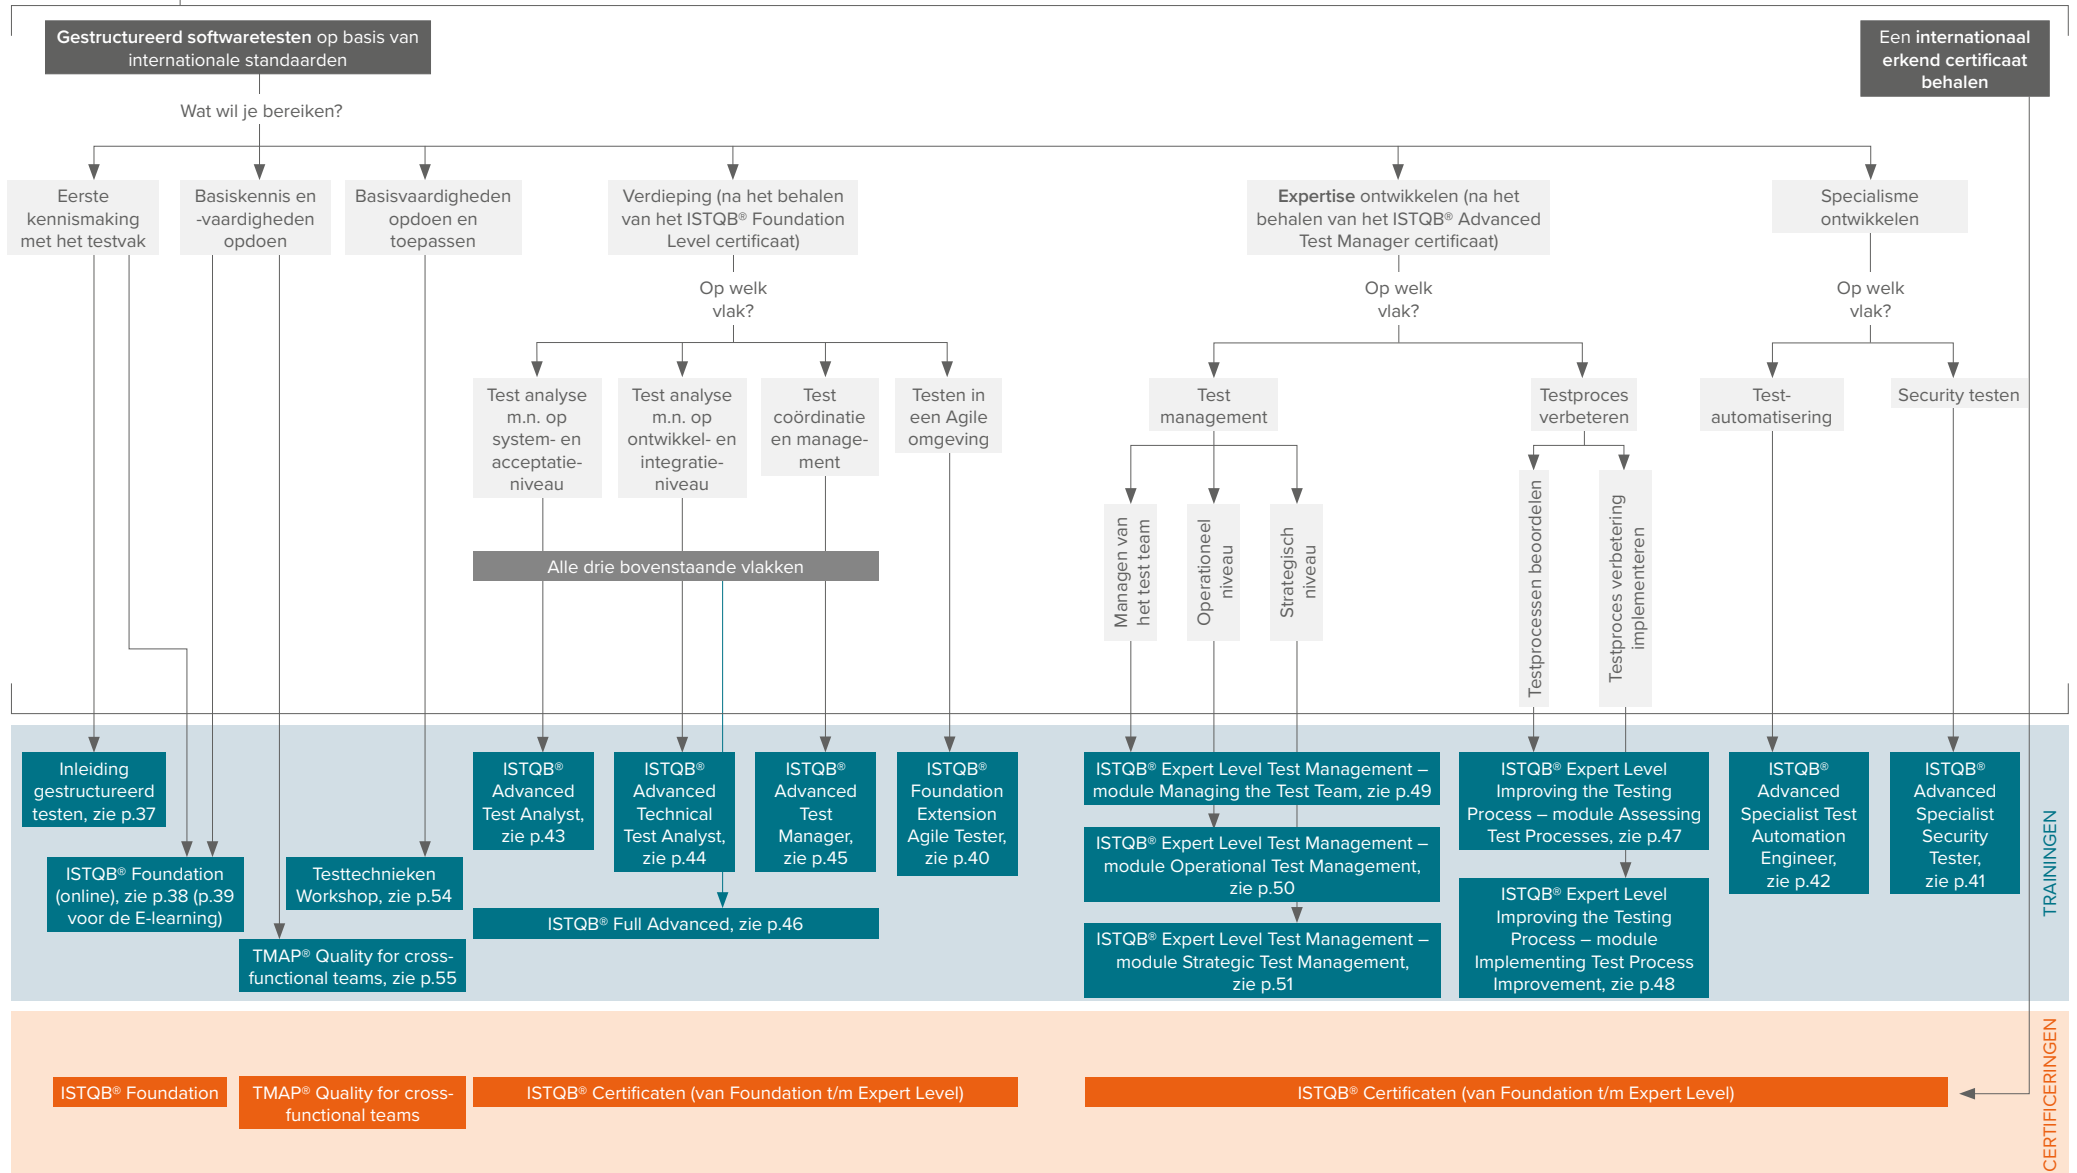 Gestructureerd softwaretesten op basis van
internationale standaarden
Een internationaal
erkend certificaat
behalen
Wat wil je bereiken?
Eerste
kennismaking
met het testvak
Basiskennis en
-vaardigheden
opdoen
Basisvaardigheden
opdoen en
toepassen
Verdieping (na het behalen
van het ISTQB® Foundation
Level certificaat)
Expertise ontwikkelen (na het
behalen van het ISTQB® Advanced
Test Manager certificaat)
Specialisme
ontwikkelen
Op welk
vlak?
Op welk
vlak?
Op welk
vlak?
Test analyse
m.n. op
system- en
acceptatie-
niveau
Test analyse
m.n. op
ontwikkel- en
integratie-
niveau
Test
coördinatie
en manage-
ment
Testen in
een Agile
omgeving
Test
management
Testproces
verbeteren
Test-
automatisering
Security testen
Managen van
het test team
Operationeel
niveau
Strategisch
niveau
Testprocessen beoordelen
Testproces verbetering
implementeren
Alle drie bovenstaande vlakken
Inleiding
gestructureerd
testen, zie p.37
ISTQB® Foundation
(online), zie p.38 (p.39
voor de E-learning)
TMAP® Quality for cross-
functional teams, zie p.55
Testtechnieken
Workshop, zie p.54
ISTQB®
Advanced
Test Analyst,
zie p.43
ISTQB®
Advanced
Technical
Test Analyst,
zie p.44
ISTQB®
Advanced
Test
Manager,
zie p.45
ISTQB®
Foundation
Extension
Agile Tester,
zie p.40
ISTQB® Full Advanced, zie p.46
ISTQB® Expert Level Test Management –
module Managing the Test Team, zie p.49
ISTQB® Expert Level Test Management –
module Operational Test Management,
zie p.50
ISTQB® Expert Level Test Management –
module Strategic Test Management,
zie p.51
ISTQB® Expert Level
Improving the Testing
Process – module Assessing
Test Processes, zie p.47
ISTQB® Expert Level
Improving the Testing
Process – module
Implementing Test Process
Improvement, zie p.48
ISTQB®
Advanced
Specialist Test
Automation
Engineer,
zie p.42
ISTQB®
Advanced
Specialist
Security
Tester,
zie p.41
TRAININGEN
ISTQB® Foundation
TMAP® Quality for cross-
functional teams
ISTQB® Certificaten (van Foundation t/m Expert Level)
ISTQB® Certificaten (van Foundation t/m Expert Level)
CERTIFICERINGEN